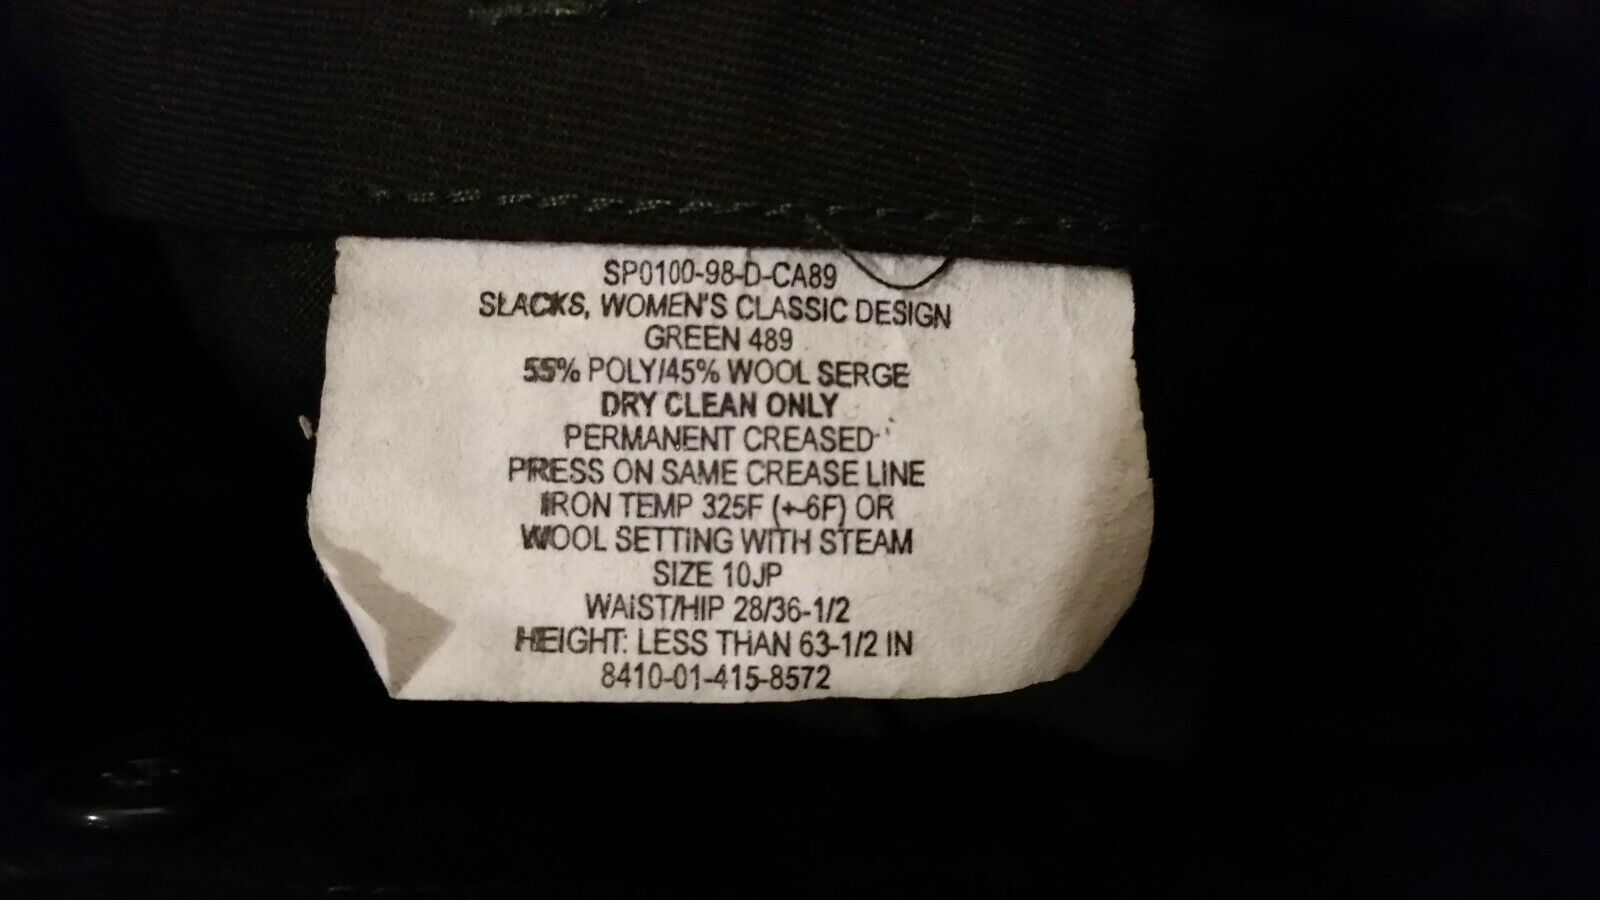 SP0100-98-D-CA89
SLACKS, WOMEN'S CLASSIC DESIGN
GREEN 489
55% POLY/45% WOOL SERGE
DRY CLEAN ONLY
PERMANENT CREASED
PRESS ON SAME CREASE LINE
IRON TEMP 325F (+-6F) OR
WOOL SETTING WITH STEAM
SIZE 10JP
WAIST/HIP 28/36-1/2
HEIGHT: LESS THAN 63-1/2 IN
8410-01-415-8572